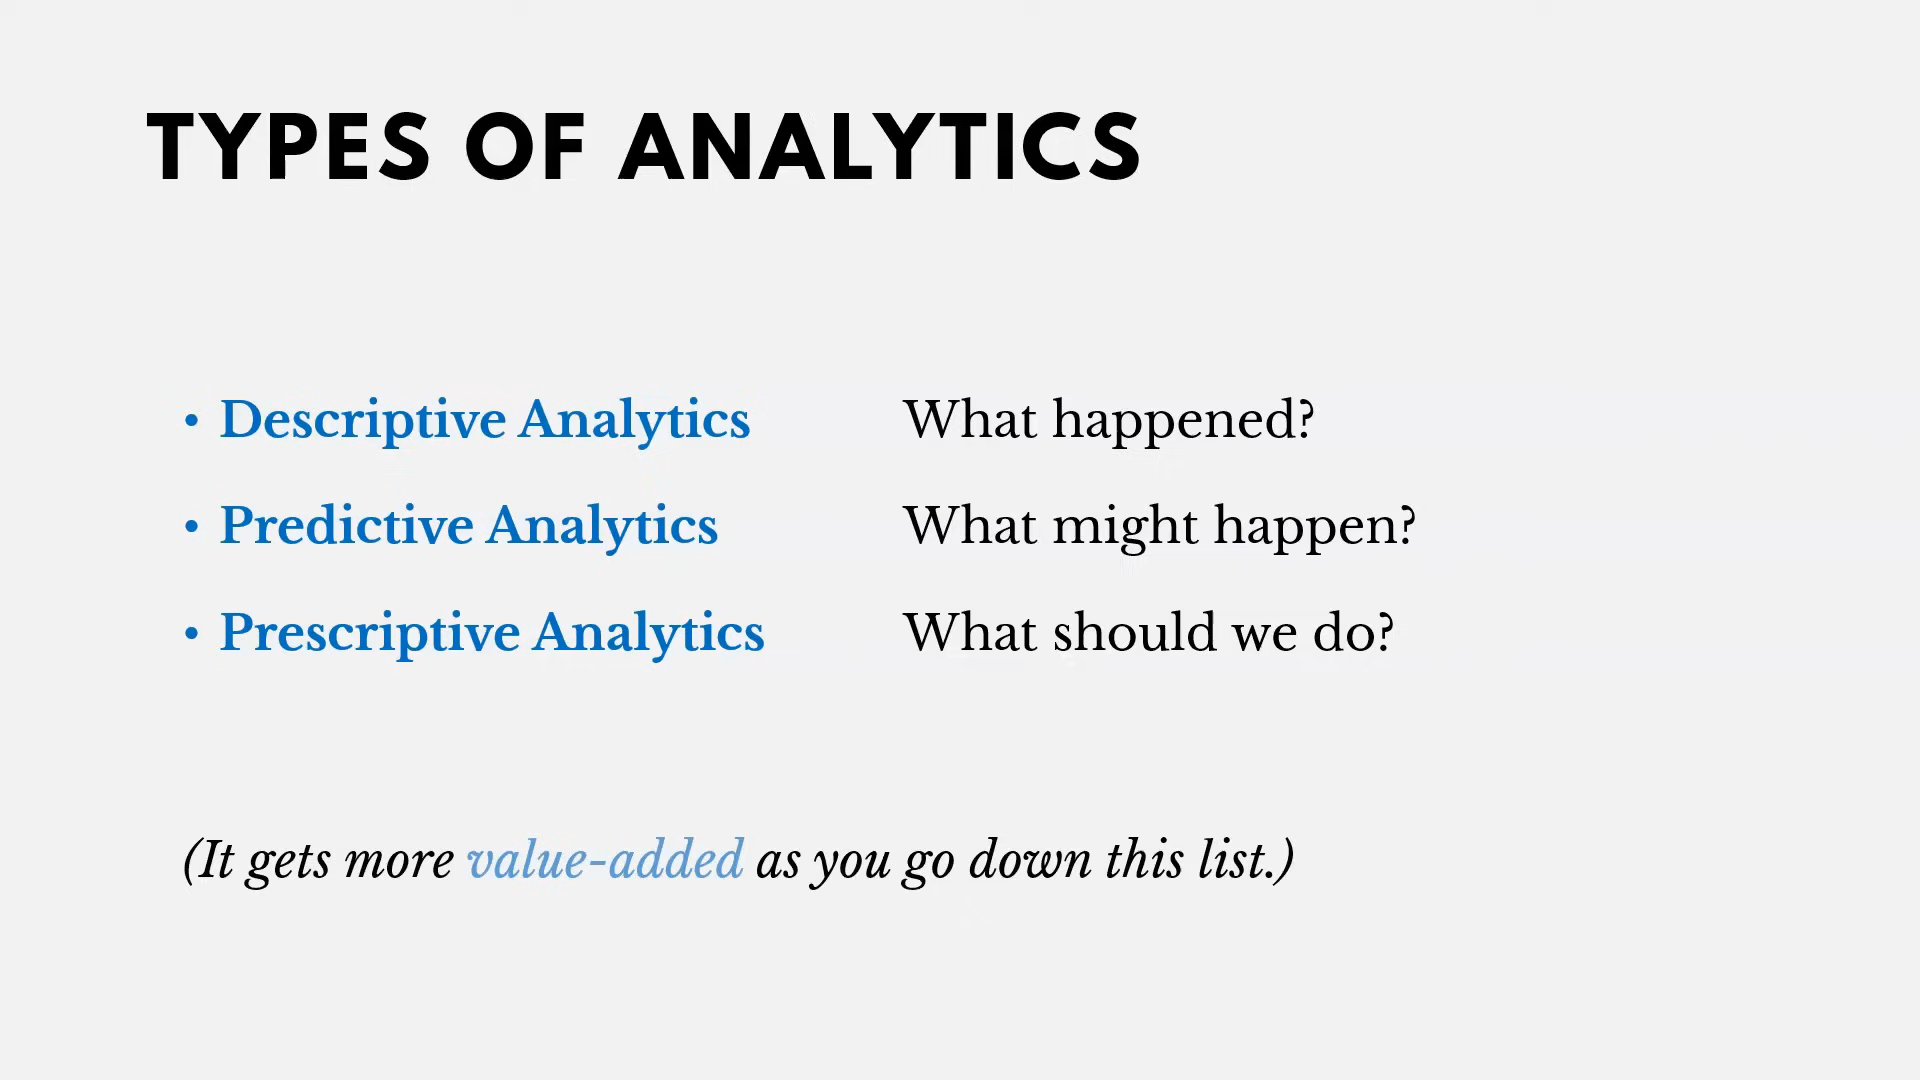 TYPES OF ANALYTICS
• Descriptive Analytics What happened?
• Predictive Analytics What might happen?
• Prescriptive Analytics What should we do?
(It gets more value-added as you go down this list.)